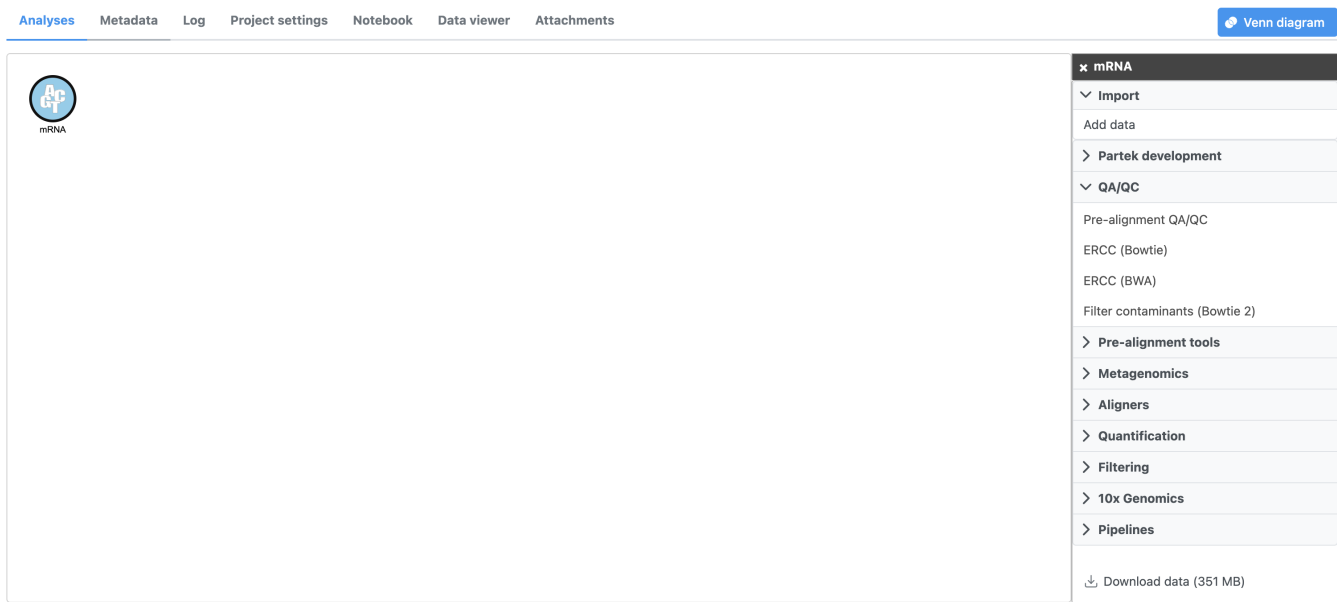 Analyses Metadata Log Project settings Notebook Data viewer Attachments Venn diagram
ACGT
mRNA
mRNA
Import
Add data
Partek development
QA/QC
Pre-alignment QA/QC
ERCC (Bowtie)
ERCC (BWA)
Filter contaminants (Bowtie 2)
Pre-alignment tools
Metagenomics
Aligners
Quantification
Filtering
10x Genomics
Pipelines
Download data (351 MB)